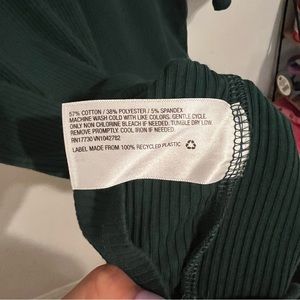 57% COTTON / 38% POLYESTER / 5% SPANDEX
MACHINE WASH COLD WITH LIKE COLORS, GENTLE CYCLE.
ONLY NON CHLORINE BLEACH IF NEEDED. TUMBLE DRY LOW.
REMOVE PROMPTLY. COOL IRON IF NEEDED.
RN17730 VN1042782
LABEL MADE FROM 100% RECYCLED PLASTIC